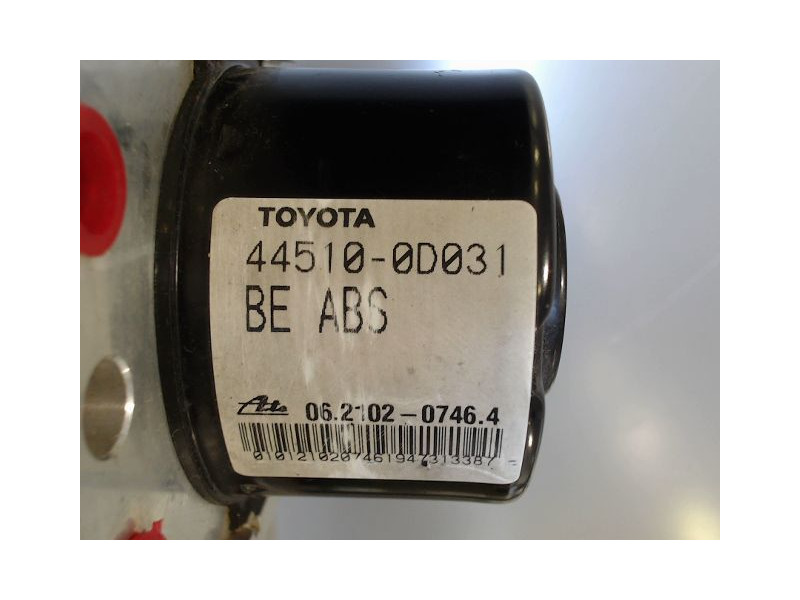 TOYOTA
44510-0D031
BE ABS
Ate 06.2102-0746.4